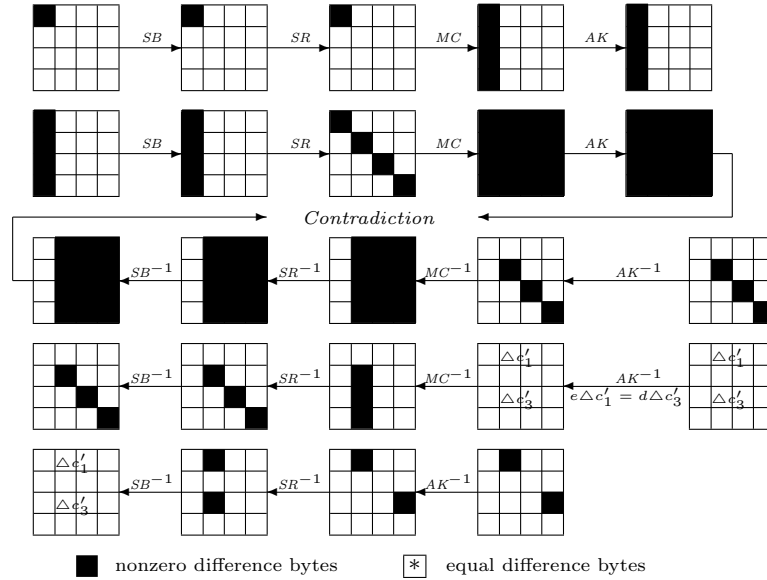 SB SR MC AK
SB SR MC AK
Contradiction
SB⁻¹ SR⁻¹ MC⁻¹ AK⁻¹
△c′₁ △c′₁
SB⁻¹ SR⁻¹ MC⁻¹ AK⁻¹
△c′₃ e△c′₁ = d△c′₃ △c′₃
△c′₁
SB⁻¹ SR⁻¹ AK⁻¹
△c′₃
nonzero difference bytes * equal difference bytes